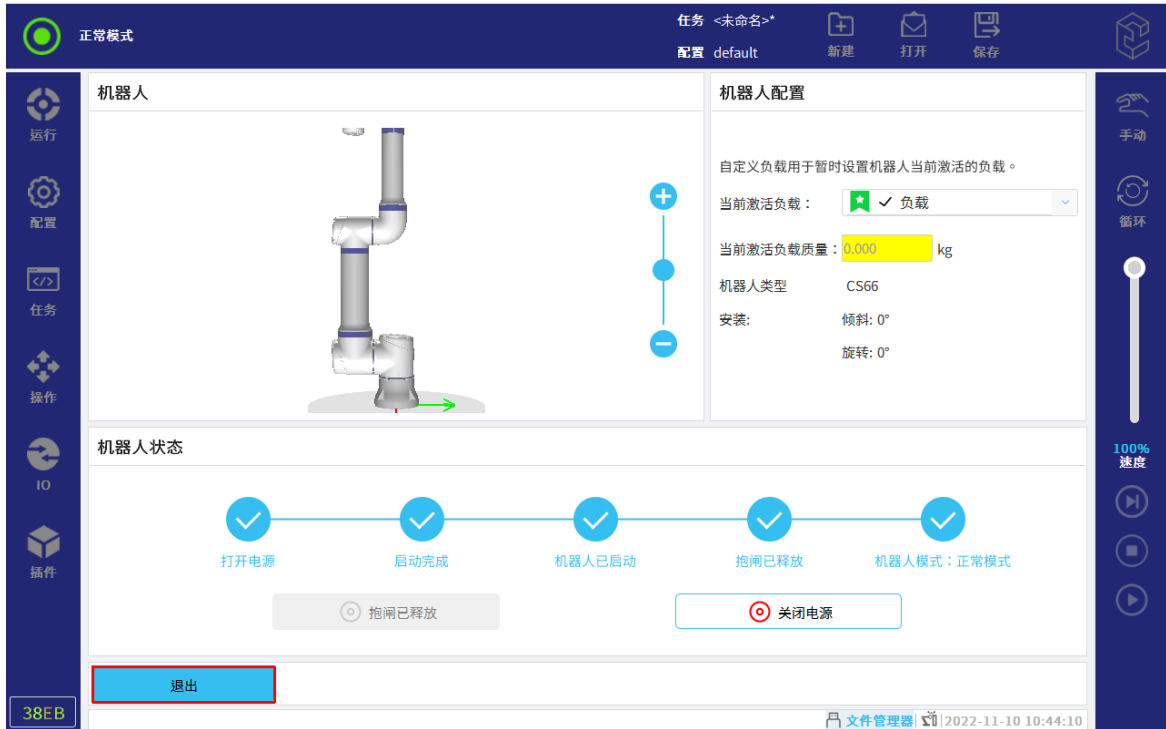 正常模式
任务 <未命名>*
配置 default
新建
打开
保存
运行
配置
任务
操作
IO
插件
38EB
机器人
机器人配置
自定义负载用于暂时设置机器人当前激活的负载。
当前激活负载： 负载
当前激活负载质量： 0.000 kg
机器人类型 CS66
安装: 倾斜: 0°
旋转: 0°
机器人状态
打开电源
启动完成
机器人已启动
抱闸已释放
机器人模式：正常模式
抱闸已释放
关闭电源
退出
文件管理器 2022-11-10 10:44:10
手动
循环
100%
速度